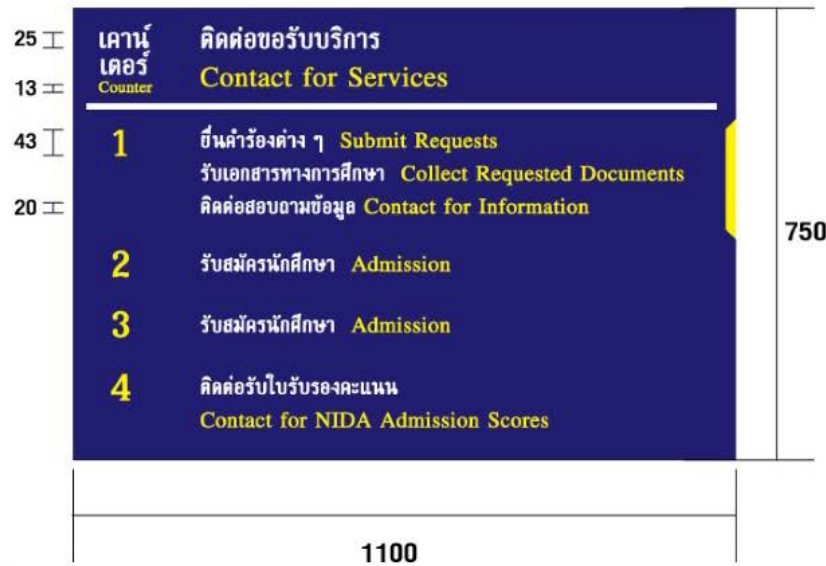 25
เคาน์
เตอร์
Counter
ติดต่อขอรับบริการ
Contact for Services
13
43
1
ยื่นคำร้องต่าง ๆ Submit Requests
รับเอกสารทางการศึกษา Collect Requested Documents
20
ติดต่อสอบถามข้อมูล Contact for Information
750
2
รับสมัครนักศึกษา Admission
3
รับสมัครนักศึกษา Admission
4
ติดต่อรับใบรับรองคะแนน
Contact for NIDA Admission Scores
1100